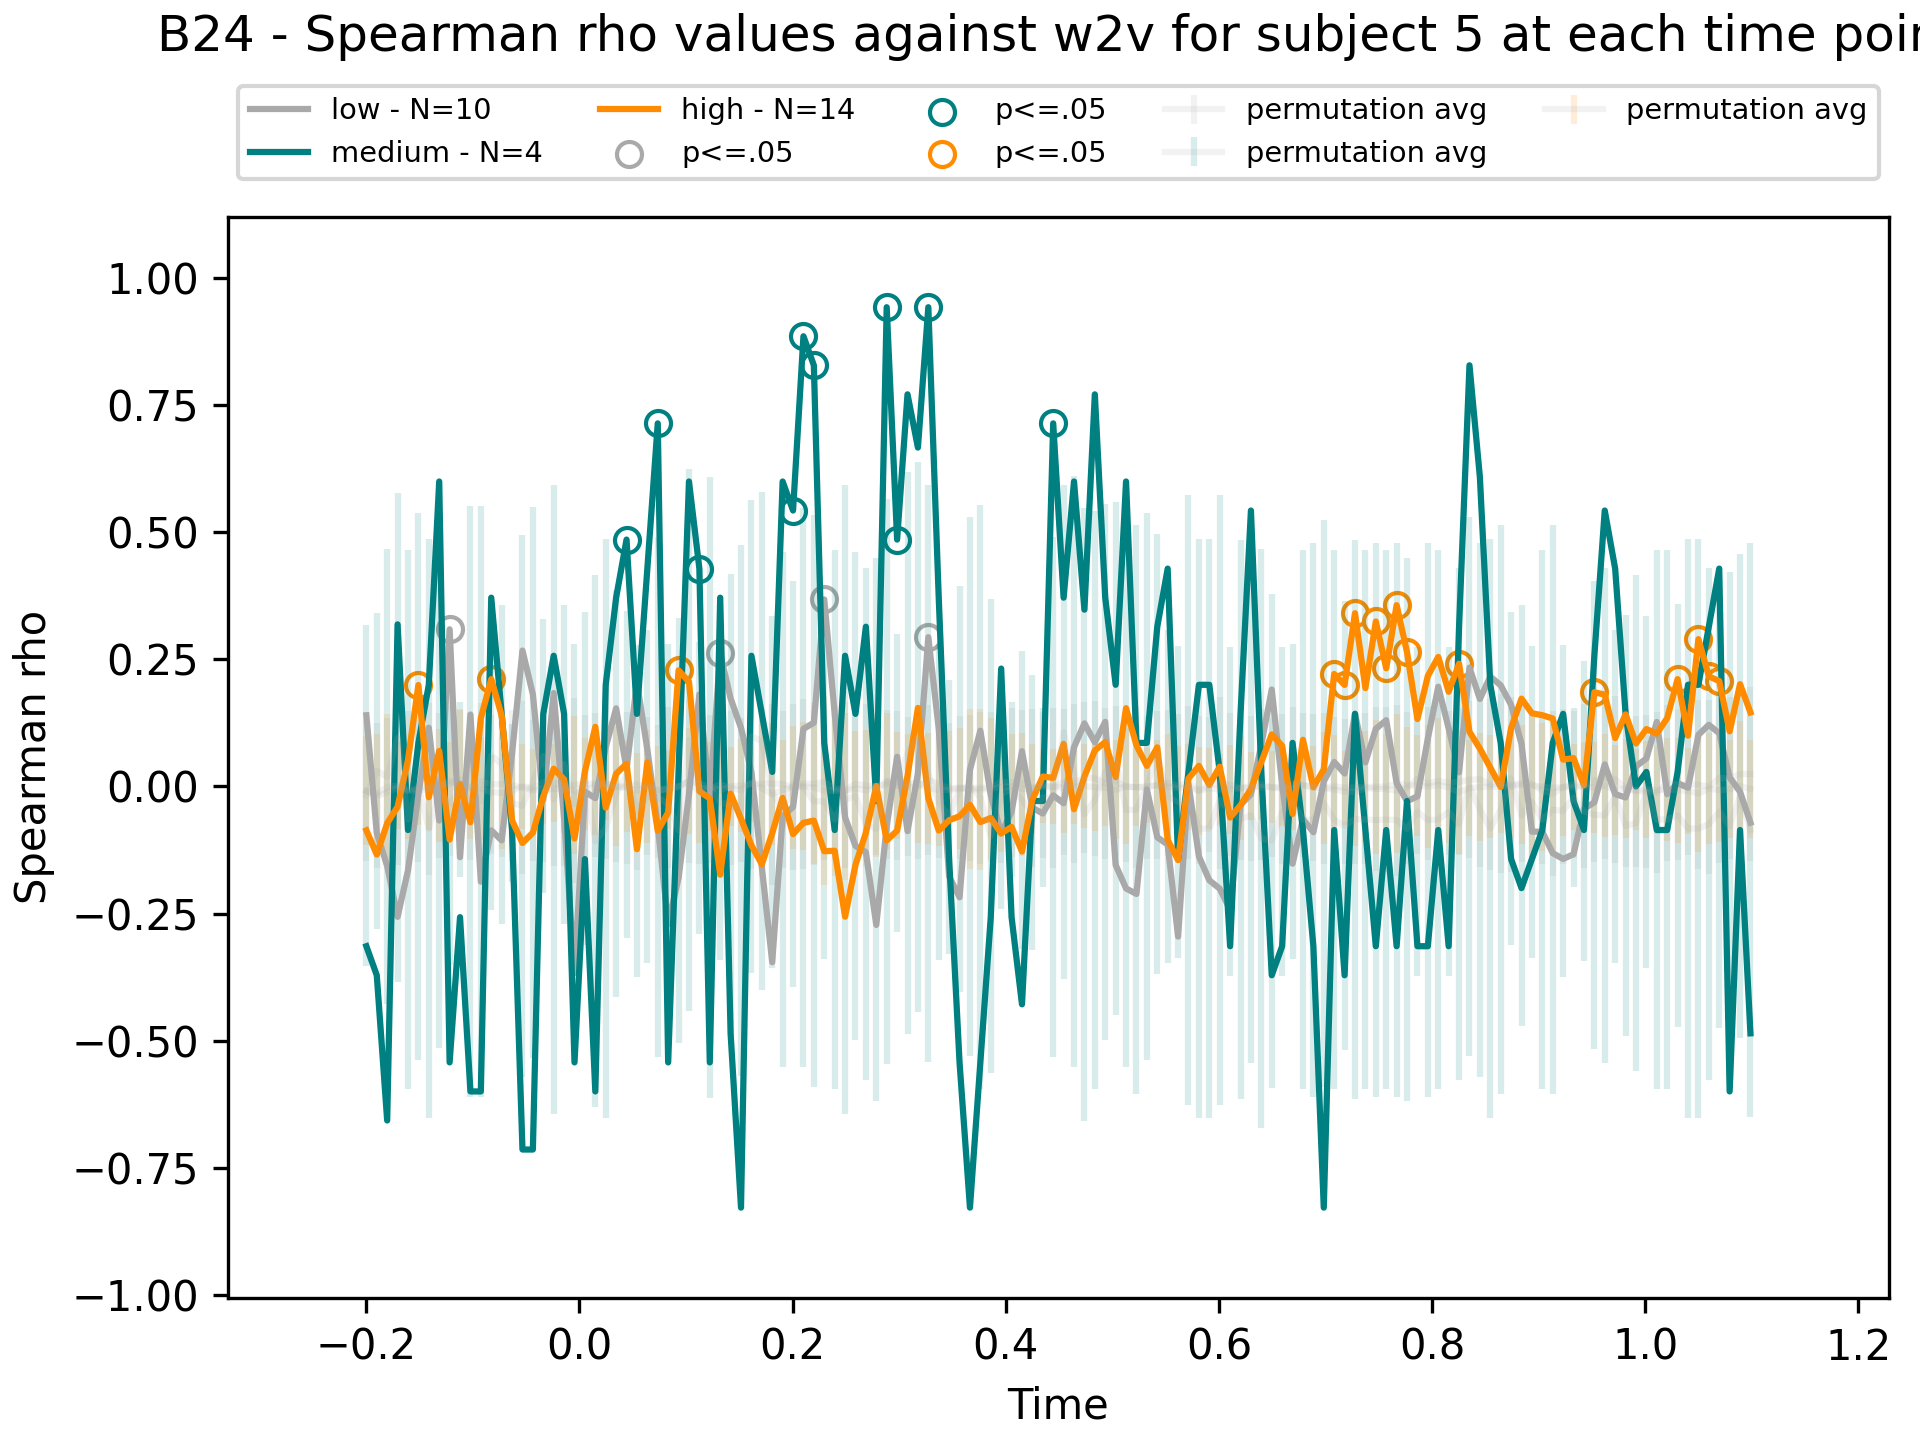 B24 - Spearman rho values against w2v for subject 5 at each time poin
low - N=10
medium - N=4
high - N=14
p<=.05
p<=.05
p<=.05
permutation avg
permutation avg
permutation avg
1.00
0.75
0.50
0.25
0.00
−0.25
−0.50
−0.75
−1.00
Spearman rho
−0.2 0.0 0.2 0.4 0.6 0.8 1.0 1.2
Time